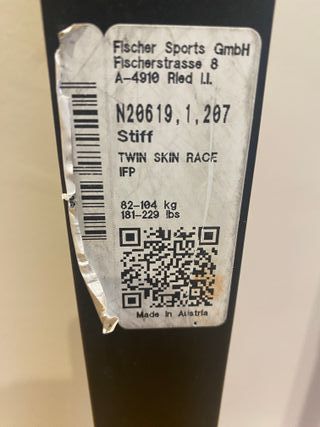 Fischer Sports GmbH
Fischerstrasse 8
A-4910 Ried I.I.
N20619,1,207
Stiff
TWIN SKIN RACE
IFP
82-104 kg
181-229 lbs
Made in Austria